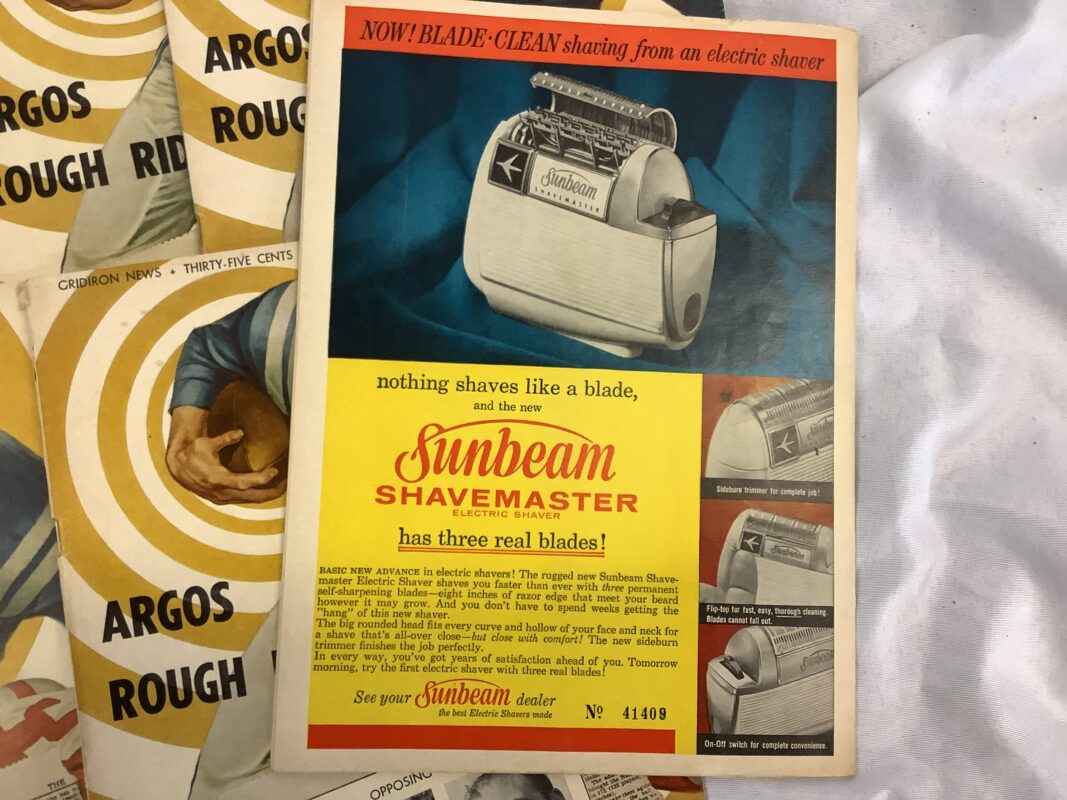 ARGOS
ROUGH RID
ARGOS
ROUG
GRIDIRON NEWS • THIRTY-FIVE CENTS
ARGOS
ROUGH
NOW! BLADE·CLEAN shaving from an electric shaver
Sunbeam
SHAVEMASTER
nothing shaves like a blade,
and the new
Sunbeam
SHAVEMASTER
ELECTRIC SHAVER
has three real blades!
BASIC NEW ADVANCE in electric shavers! The rugged new Sunbeam Shave-
master Electric Shaver shaves you faster than ever with three permanent
self-sharpening blades—eight inches of razor edge that meet your beard
however it may grow. And you don't have to spend weeks getting the
"hang" of this new shaver.
The big rounded head fits every curve and hollow of your face and neck for
a shave that's all-over close—but close with comfort! The new sideburn
trimmer finishes the job perfectly.
In every way, you've got years of satisfaction ahead of you. Tomorrow
morning, try the first electric shaver with three real blades!
See your Sunbeam dealer
the best Electric Shavers made
Nº 41409
Sideburn trimmer for complete job!
Sunbeam
Flip-top for fast, easy, thorough cleaning.
Blades cannot fall out.
Sunbeam
On-Off switch for complete convenience.
THE
OPPOSING